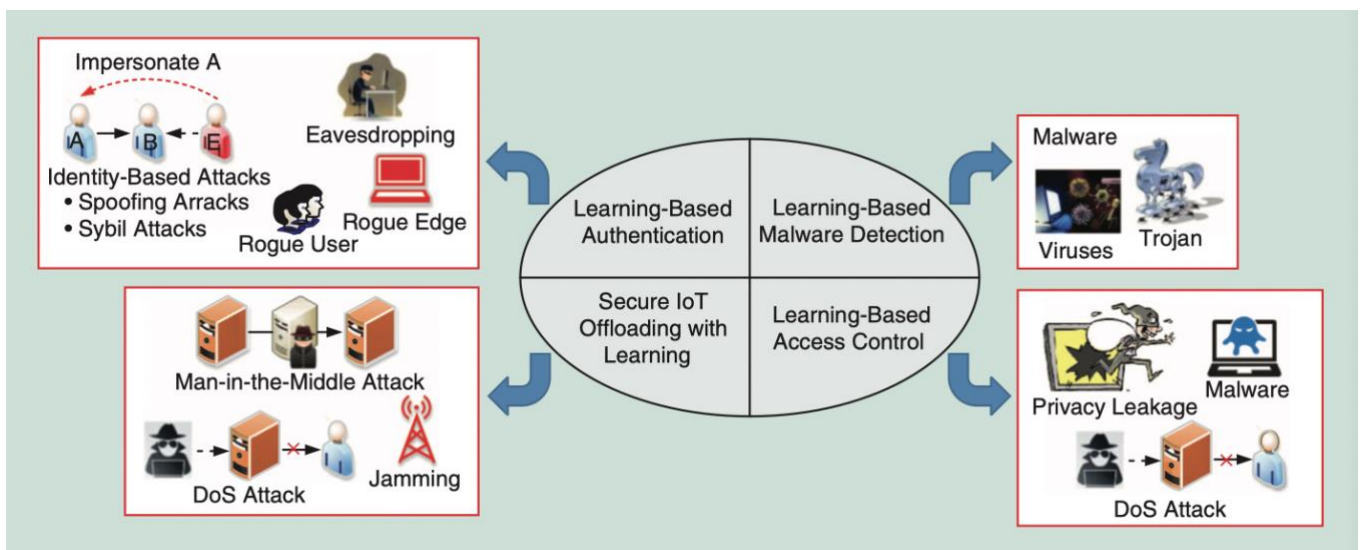 Impersonate A
A
B
E
Identity-Based Attacks
• Spoofing Arracks
• Sybil Attacks
Eavesdropping
Rogue Edge
Rogue User
Man-in-the-Middle Attack
DoS Attack
Jamming
Learning-Based
Authentication
Learning-Based
Malware Detection
Secure IoT
Offloading with
Learning
Learning-Based
Access Control
Malware
Viruses
Trojan
Privacy Leakage
Malware
DoS Attack